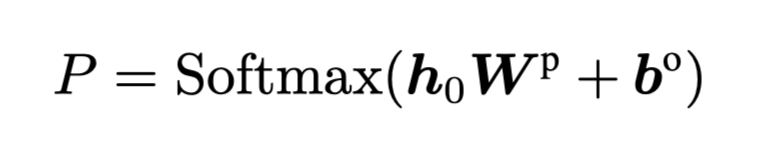 P = Softmax(h₀Wᵖ + bᵒ)